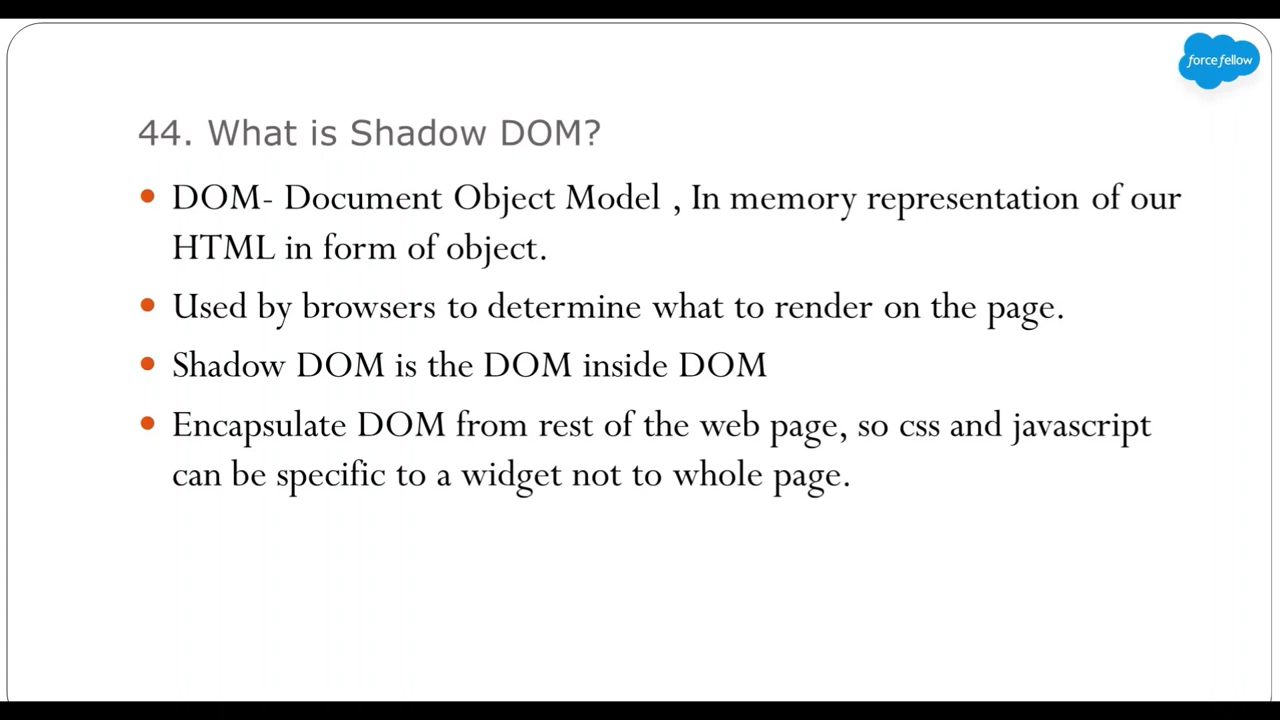 force fellow
44. What is Shadow DOM?
DOM- Document Object Model , In memory representation of our
HTML in form of object.
Used by browsers to determine what to render on the page.
Shadow DOM is the DOM inside DOM
Encapsulate DOM from rest of the web page, so css and javascript
can be specific to a widget not to whole page.